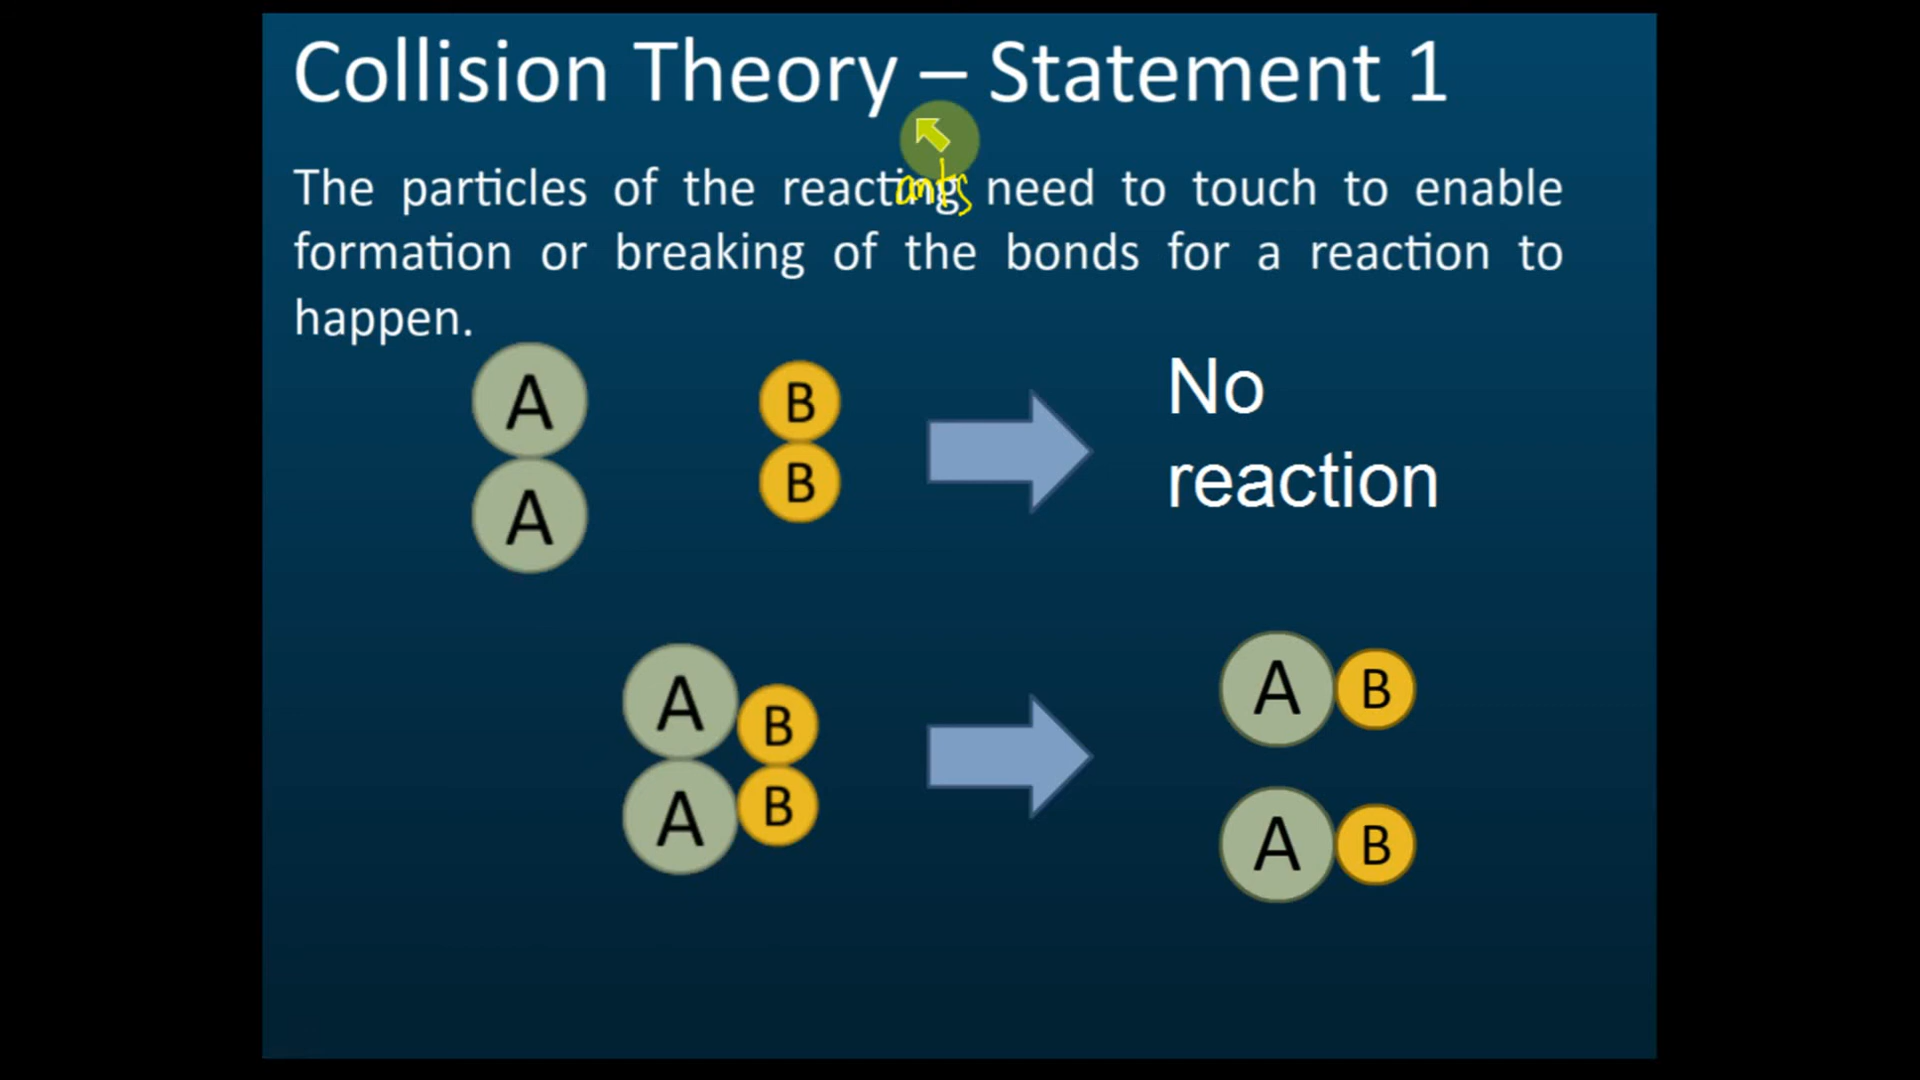 Collision Theory – Statement 1
The particles of the reacting ants need to touch to enable
formation or breaking of the bonds for a reaction to
happen.
A
A
B
B
No
reaction
A
A
B
B
A B
A B